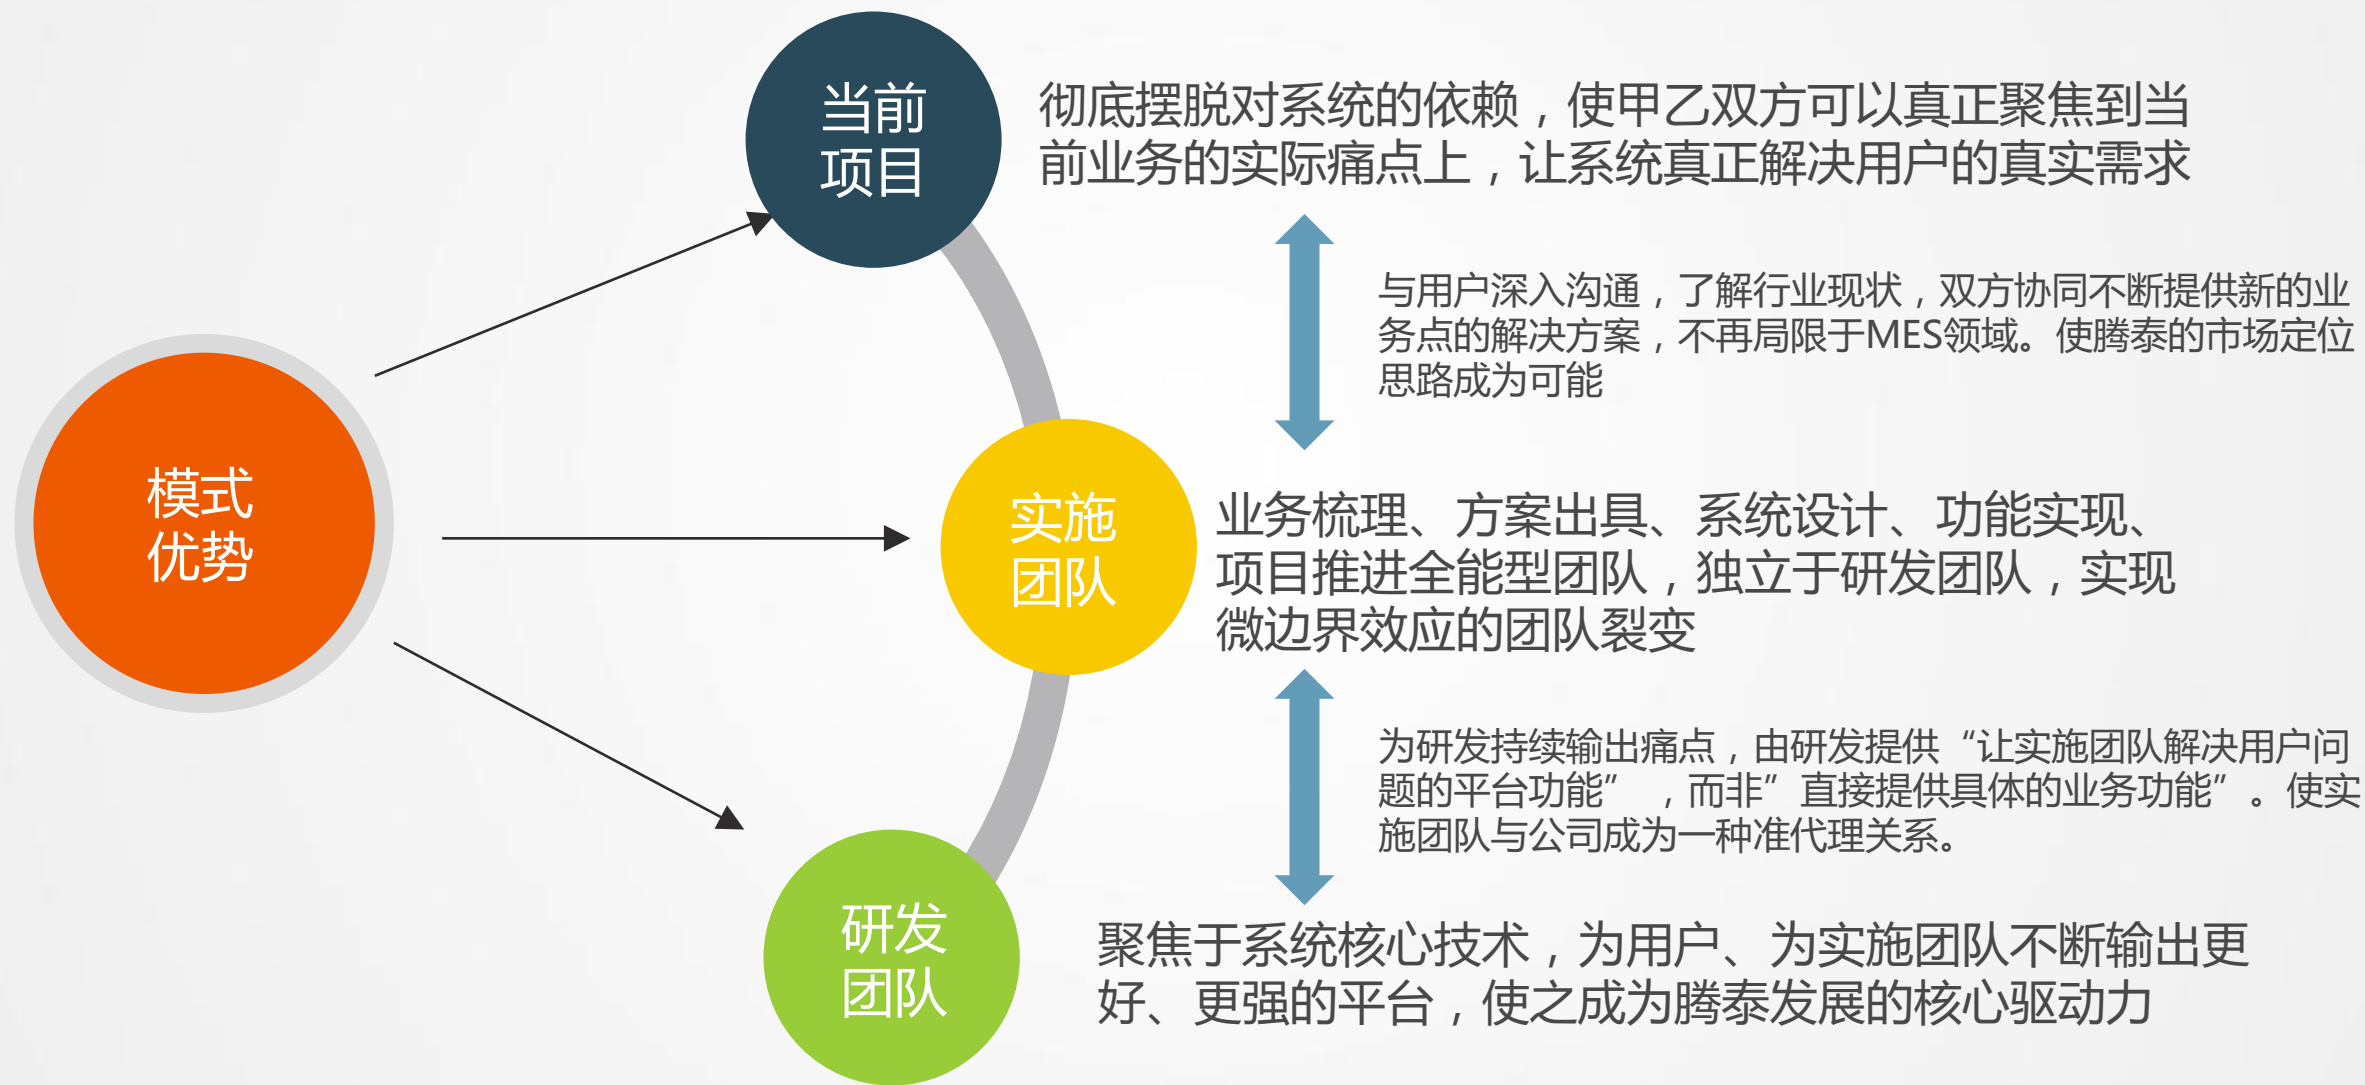 当前
项目
彻底摆脱对系统的依赖，使甲乙双方可以真正聚焦到当
前业务的实际痛点上，让系统真正解决用户的真实需求
与用户深入沟通，了解行业现状，双方协同不断提供新的业
务点的解决方案，不再局限于MES领域。使腾泰的市场定位
思路成为可能
模式
优势
实施
团队
业务梳理、方案出具、系统设计、功能实现、
项目推进全能型团队，独立于研发团队，实现
微边界效应的团队裂变
为研发持续输出痛点，由研发提供“让实施团队解决用户问
题的平台功能”，而非”直接提供具体的业务功能”。使实
施团队与公司成为一种准代理关系。
研发
团队
聚焦于系统核心技术，为用户、为实施团队不断输出更
好、更强的平台，使之成为腾泰发展的核心驱动力